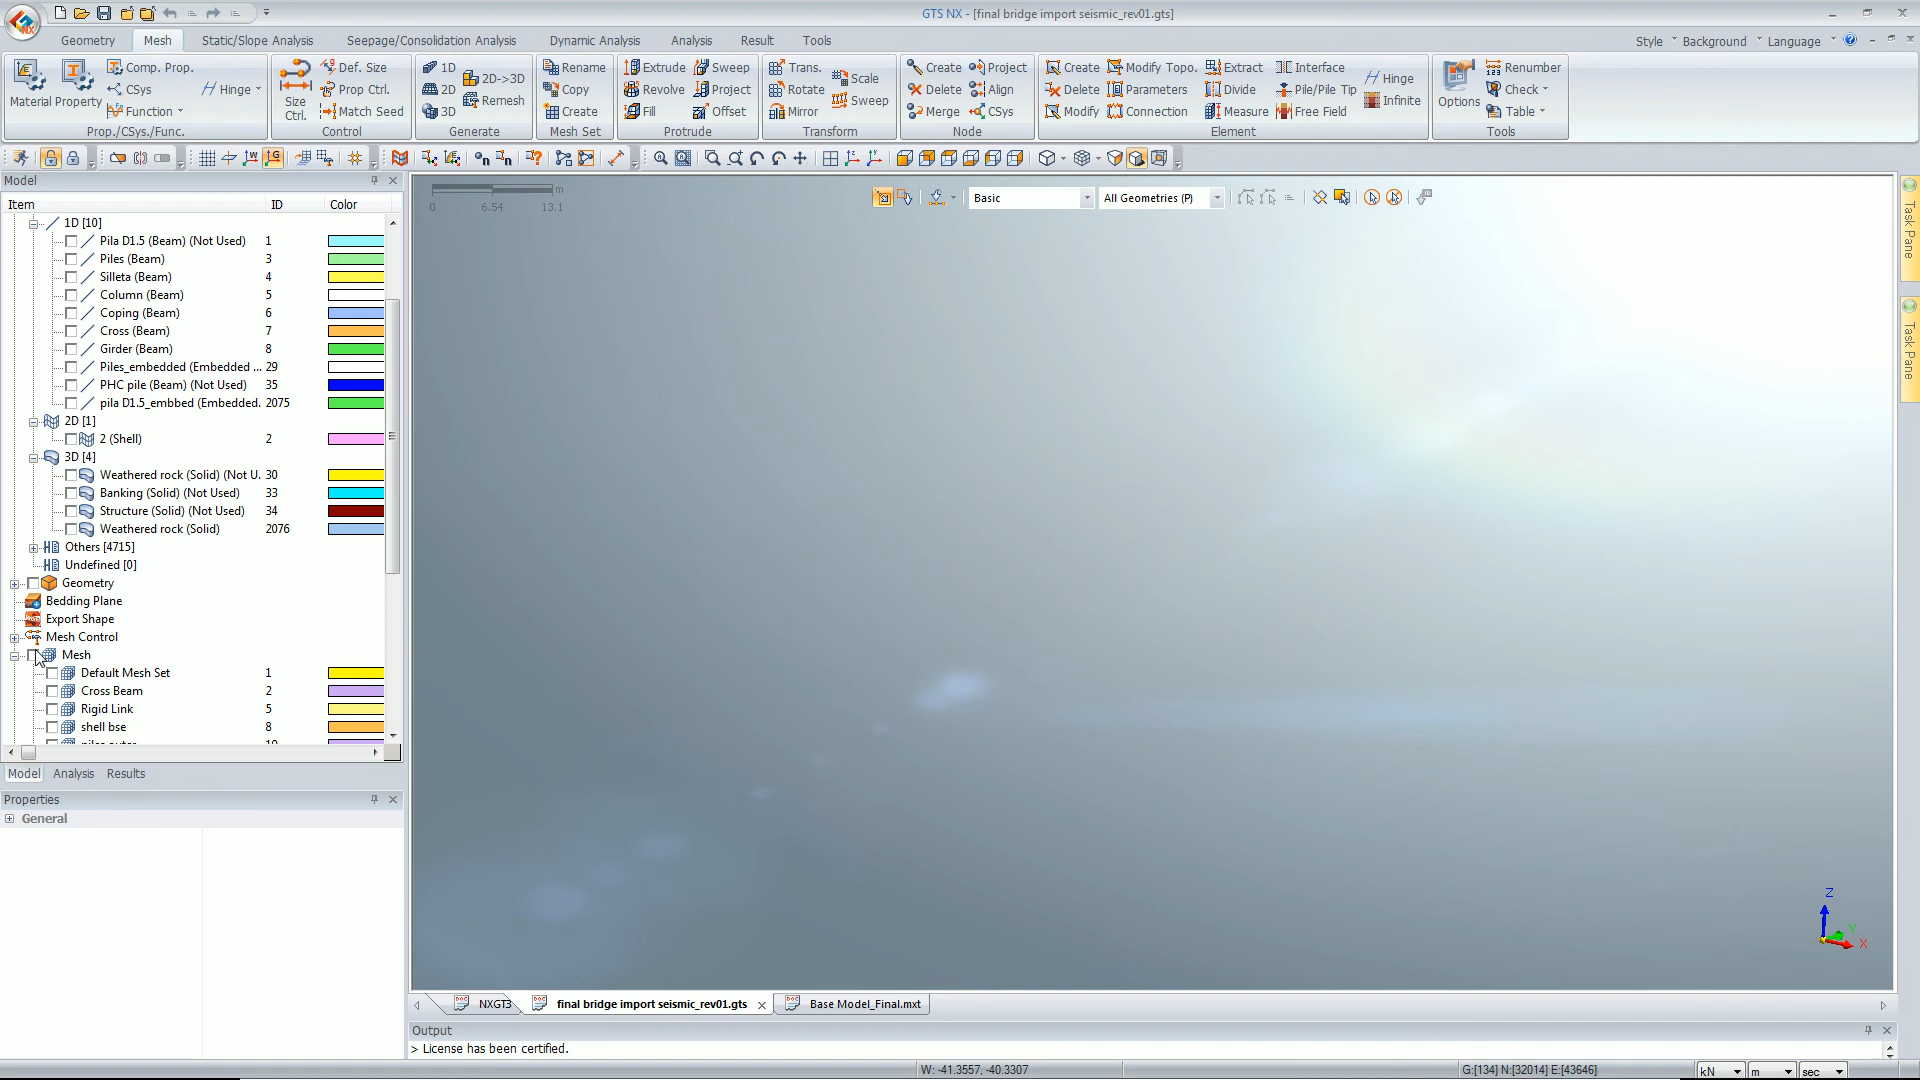 GTS NX - [final bridge import seismic_rev01.gts]
Geometry Mesh Static/Slope Analysis Seepage/Consolidation Analysis Dynamic Analysis Analysis Result Tools Style Background Language
Comp. Prop. Def. Size 1D Rename Extrude Sweep Trans. Create Project Create Modify Topo. Extract Interface Renumber
2D->3D Scale Hinge
CSys Hinge Prop Ctrl. 2D Copy Revolve Project Rotate Delete Align Delete Parameters Divide Pile/Pile Tip Check
Material Property Size Ctrl. Remesh Sweep Infinite Options
Function Match Seed 3D Create Fill Offset Mirror Merge CSys Modify Connection Measure Free Field Table
Prop./CSys./Func. Control Generate Mesh Set Protrude Transform Node Element Tools
Model
Item ID Color
1D [10]
Pila D1.5 (Beam) (Not Used) 1
Piles (Beam) 3
Silleta (Beam) 4
Column (Beam) 5
Coping (Beam) 6
Cross (Beam) 7
Girder (Beam) 8
Piles_embedded (Embedded ... 29
PHC pile (Beam) (Not Used) 35
pila D1.5_embbed (Embedded. 2075
2D [1]
2 (Shell) 2
3D [4]
Weathered rock (Solid) (Not U. 30
Banking (Solid) (Not Used) 33
Structure (Solid) (Not Used) 34
Weathered rock (Solid) 2076
Others [4715]
Undefined [0]
Geometry
Bedding Plane
Export Shape
Mesh Control
Mesh
Default Mesh Set 1
Cross Beam 2
Rigid Link 5
shell bse 8
Model Analysis Results
Properties
General
m
0 6.54 13.1
Basic All Geometries (P)
Task Pane
Task Pane
Z
Y
X
NXGT3 final bridge import seismic_rev01.gts Base Model_Final.mxt
Output
> License has been certified.
W: -41.3557, -40.3307 G:[134] N:[32014] E:[43646] kN m sec